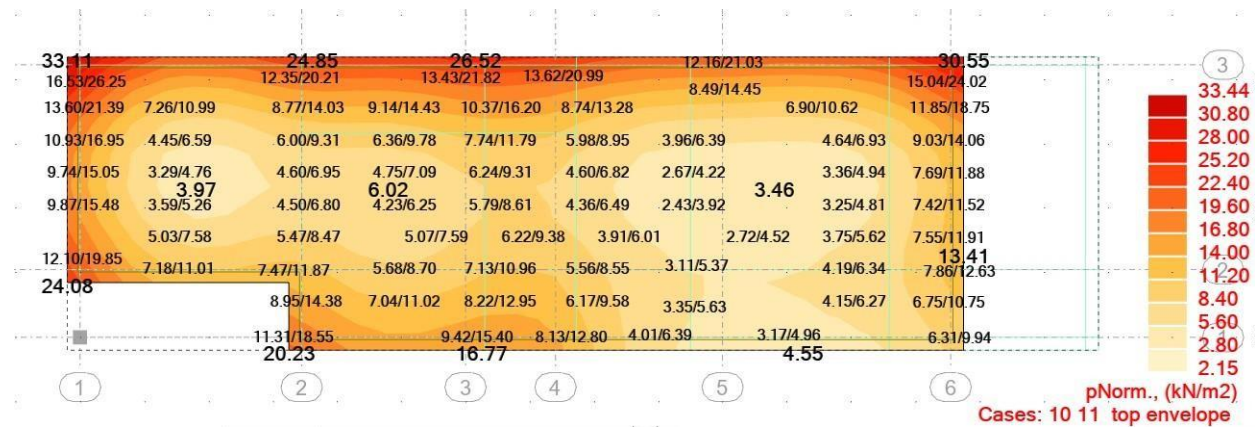 33.11 24.85 26.52 30.55
12.16/21.03 3
16.53/26.25 12.35/20.21 13.43/21.82 13.62/20.99 15.04/24.02
8.49/14.45 33.44
13.60/21.39 7.26/10.99 8.77/14.03 9.14/14.43 10.37/16.20 8.74/13.28 6.90/10.62 11.85/18.75 30.80
10.93/16.95 4.45/6.59 6.00/9.31 6.36/9.78 7.74/11.79 5.98/8.95 3.96/6.39 4.64/6.93 9.03/14.06 28.00
25.20
9.74/15.05 3.29/4.76 4.60/6.95 4.75/7.09 6.24/9.31 4.60/6.82 2.67/4.22 3.36/4.94 7.69/11.88
3.97 6.02 3.46 22.40
9.87/15.48 3.59/5.26 4.50/6.80 4.23/6.25 5.79/8.61 4.36/6.49 2.43/3.92 3.25/4.81 7.42/11.52 19.60
16.80
5.03/7.58 5.47/8.47 5.07/7.59 6.22/9.38 3.91/6.01 2.72/4.52 3.75/5.62 7.55/11.91
12.10/19.85 13.41 14.00
7.18/11.01 7.47/11.87 5.68/8.70 7.13/10.96 5.56/8.55 3.11/5.37 4.19/6.34 7.86/12.63 2 11.20
24.08
8.95/14.38 7.04/11.02 8.22/12.95 6.17/9.58 3.35/5.63 4.15/6.27 6.75/10.75 8.40
5.60
11.31/18.55 9.42/15.40 8.13/12.80 4.01/6.39 3.17/4.96 6.31/9.94 1 2.80
20.23 16.77 4.55
2.15
1 2 3 4 5 6
pNorm., (kN/m2)
Cases: 10 11 top envelope